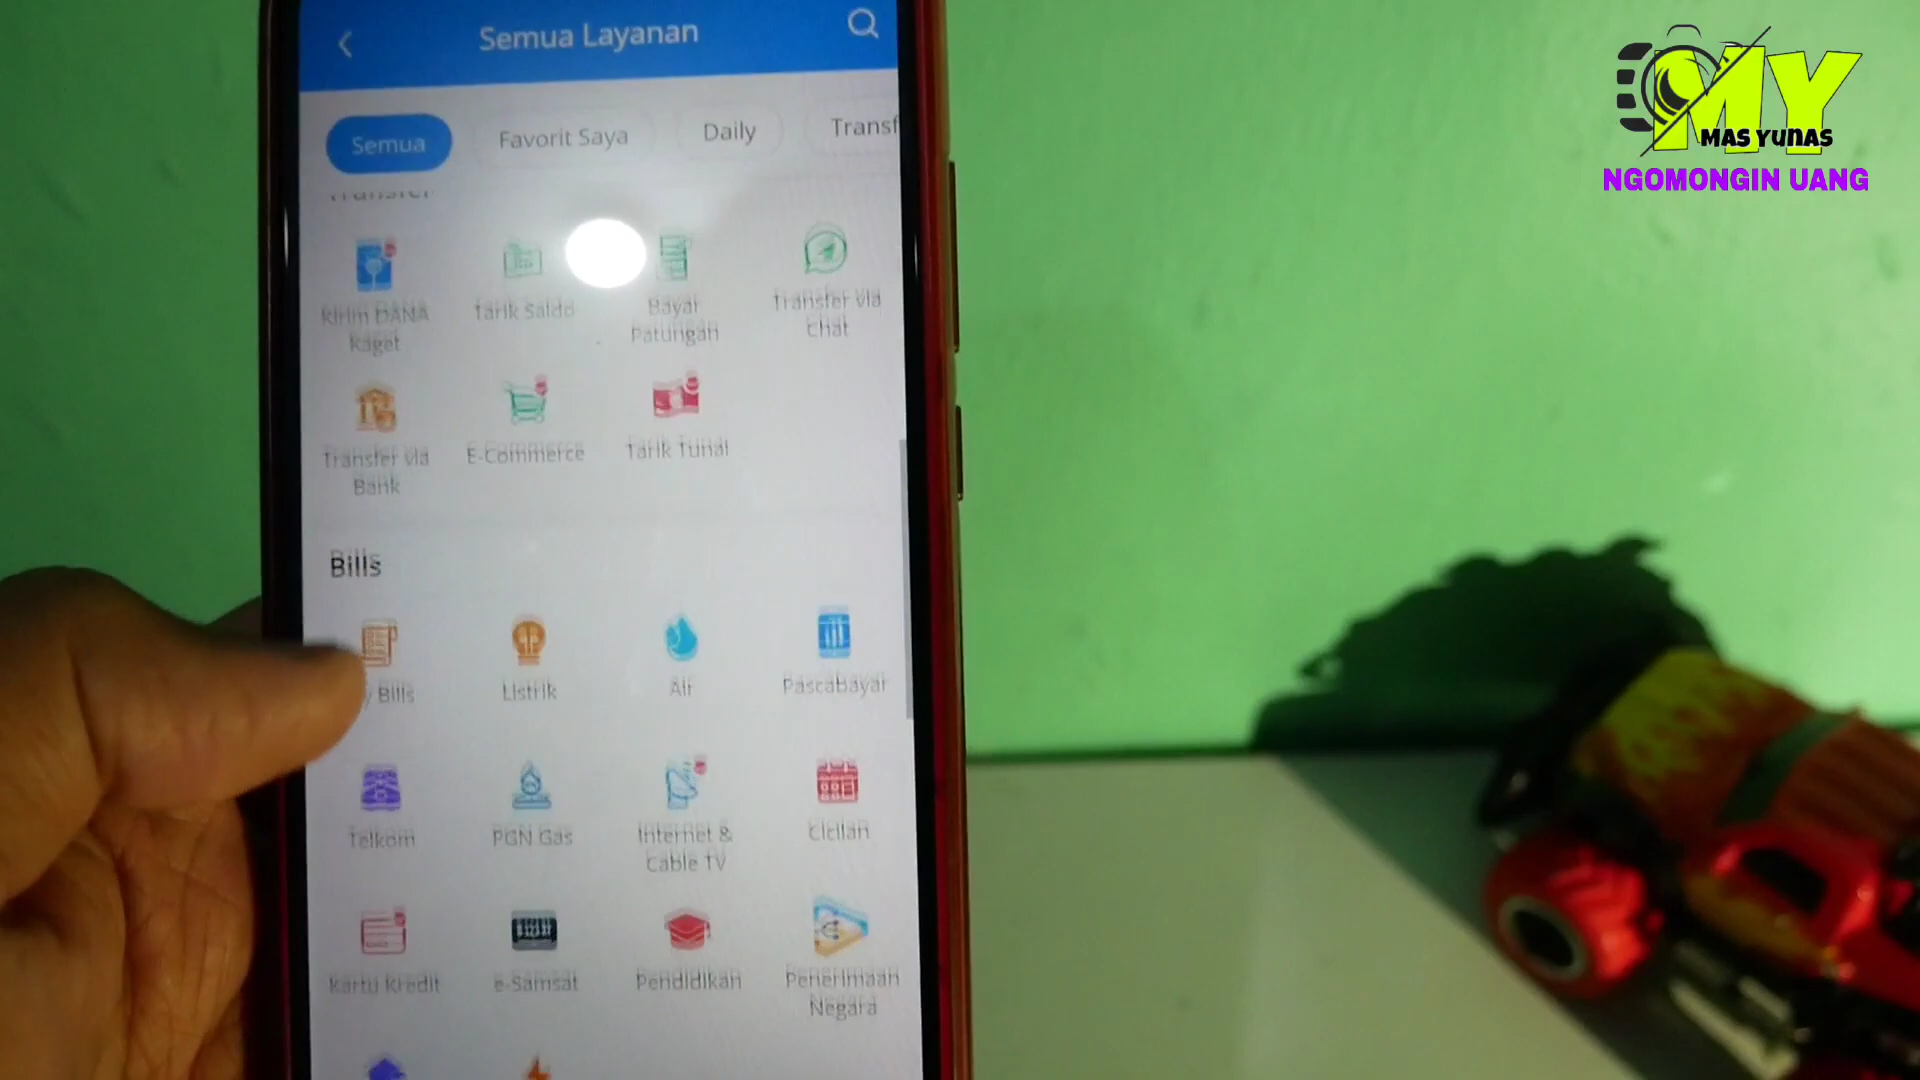 Semua Layanan
Semua
Favorit Saya
Daily
Transf
Transfer
Kirim DANA
Kaget
Tarik Saldo
Bayar
Patungan
Transfer via
Chat
Transfer via
Bank
E-Commerce
Tarik Tunai
Bills
Bills
Listrik
Air
Pascabayar
Telkom
PGN Gas
Internet &
Cable TV
Cicilan
Kartu Kredit
e-Samsat
Pendidikan
Penerimaan
Negara
MY
MAS YUNAS
NGOMONGIN UANG